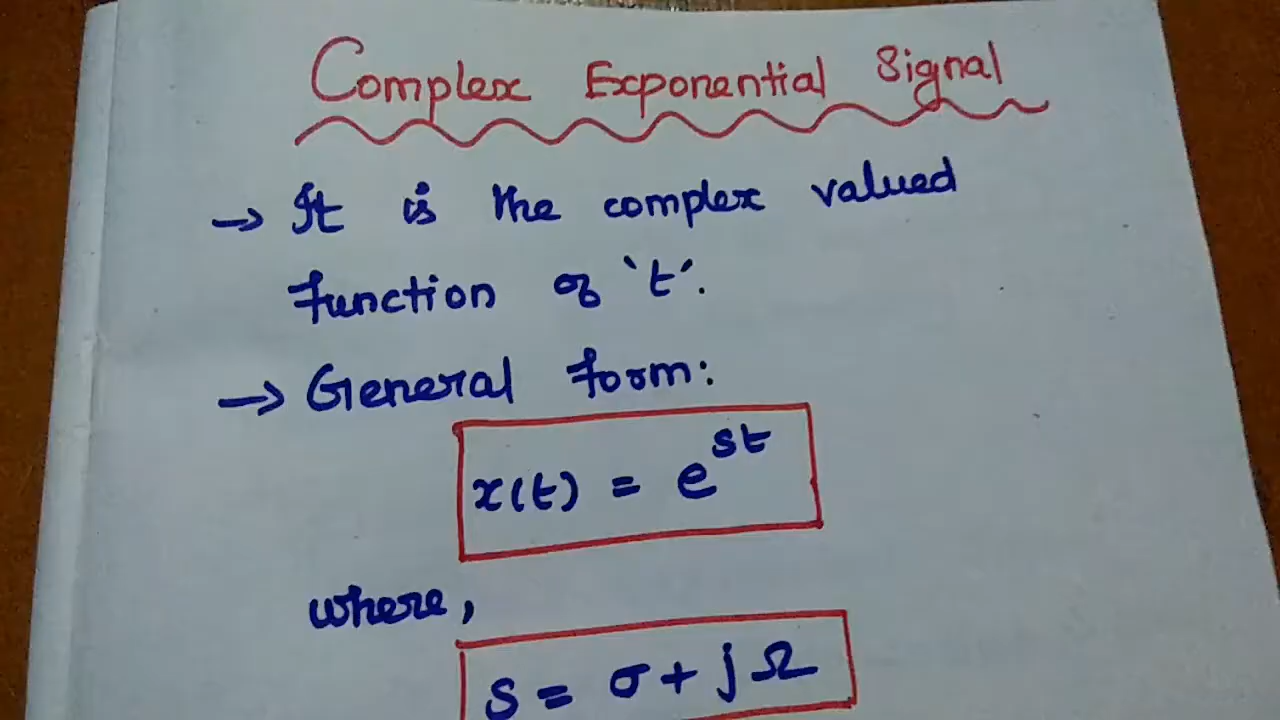 Complex Exponential Signal
→ It is the complex valued
function of 't'.
→ General form:
x(t) = e^st
where,
s = σ + jΩ